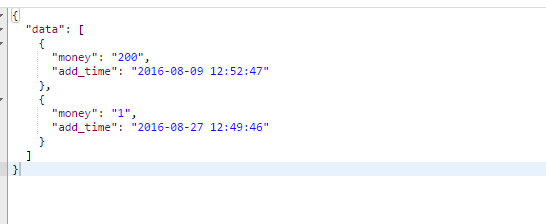 {
  "data": [
    {
      "money": "200",
      "add_time": "2016-08-09 12:52:47"
    },
    {
      "money": "1",
      "add_time": "2016-08-27 12:49:46"
    }
  ]
}